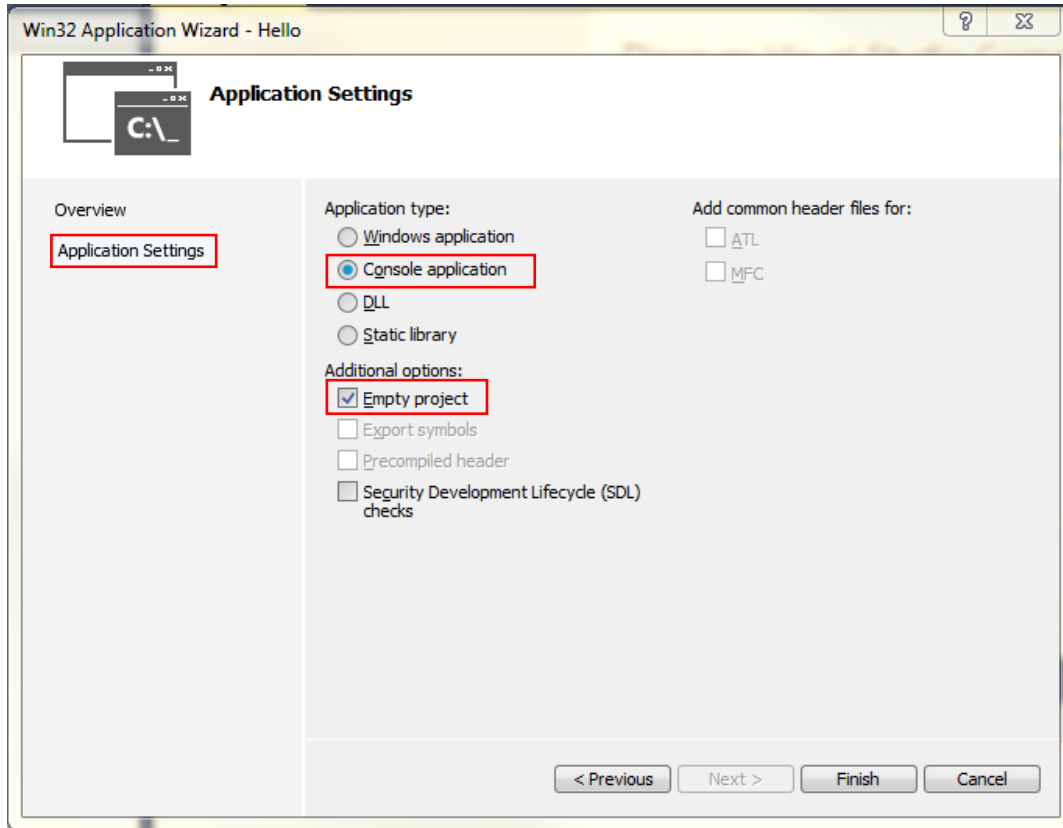 Win32 Application Wizard - Hello
C:\_
Application Settings
Overview
Application Settings
Application type:
Windows application
Console application
DLL
Static library
Additional options:
Empty project
Export symbols
Precompiled header
Security Development Lifecycle (SDL)
checks
Add common header files for:
ATL
MFC
< Previous
Next >
Finish
Cancel